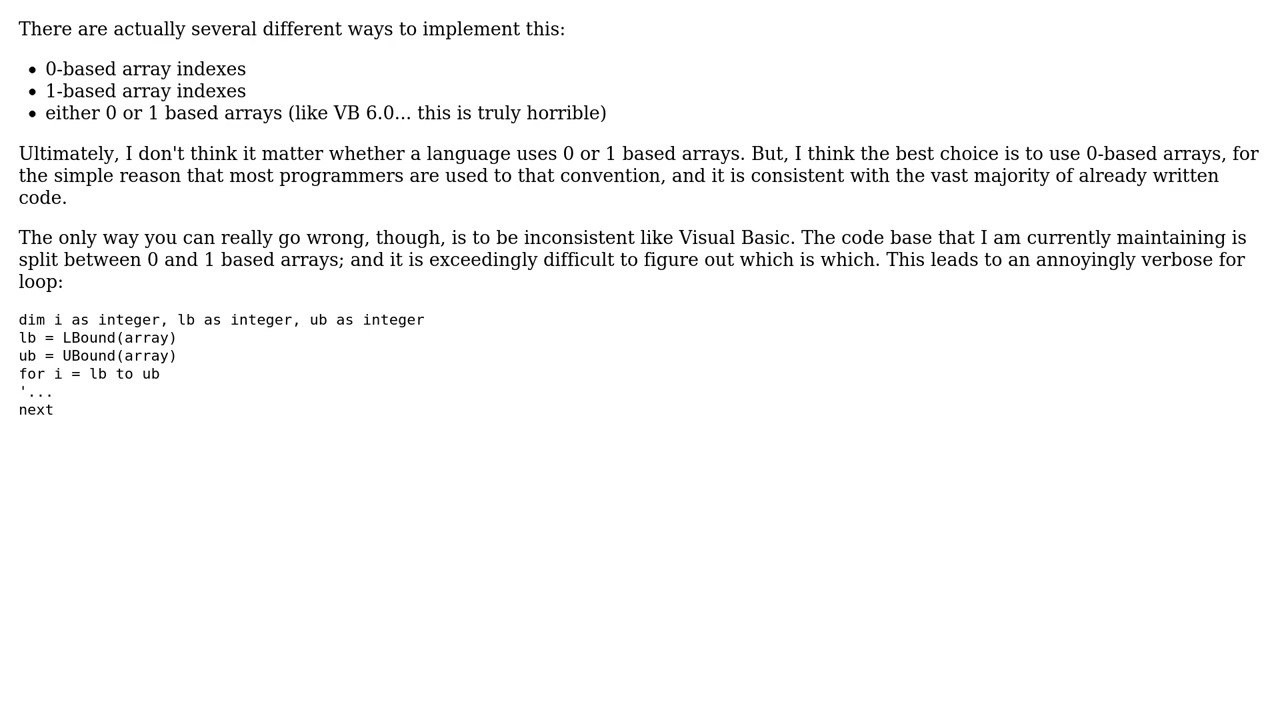 There are actually several different ways to implement this:
• 0-based array indexes
• 1-based array indexes
• either 0 or 1 based arrays (like VB 6.0... this is truly horrible)
Ultimately, I don't think it matter whether a language uses 0 or 1 based arrays. But, I think the best choice is to use 0-based arrays, for
the simple reason that most programmers are used to that convention, and it is consistent with the vast majority of already written
code.
The only way you can really go wrong, though, is to be inconsistent like Visual Basic. The code base that I am currently maintaining is
split between 0 and 1 based arrays; and it is exceedingly difficult to figure out which is which. This leads to an annoyingly verbose for
loop:
dim i as integer, lb as integer, ub as integer
lb = LBound(array)
ub = UBound(array)
for i = lb to ub
'...
next